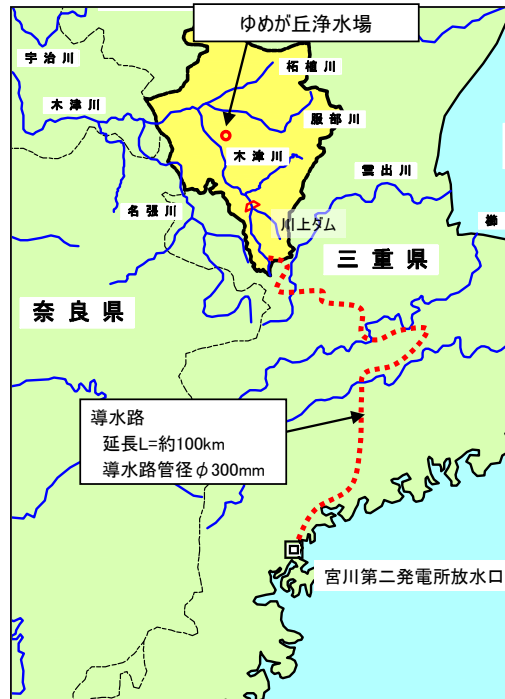 ゆめが丘浄水場
宇治川
柘植川
木津川
服部川
木津川
雲出川
名張川
川上ダム
櫛
三重県
奈良県
導水路
延長L=約100km
導水路管径φ300mm
宮川第二発電所放水口